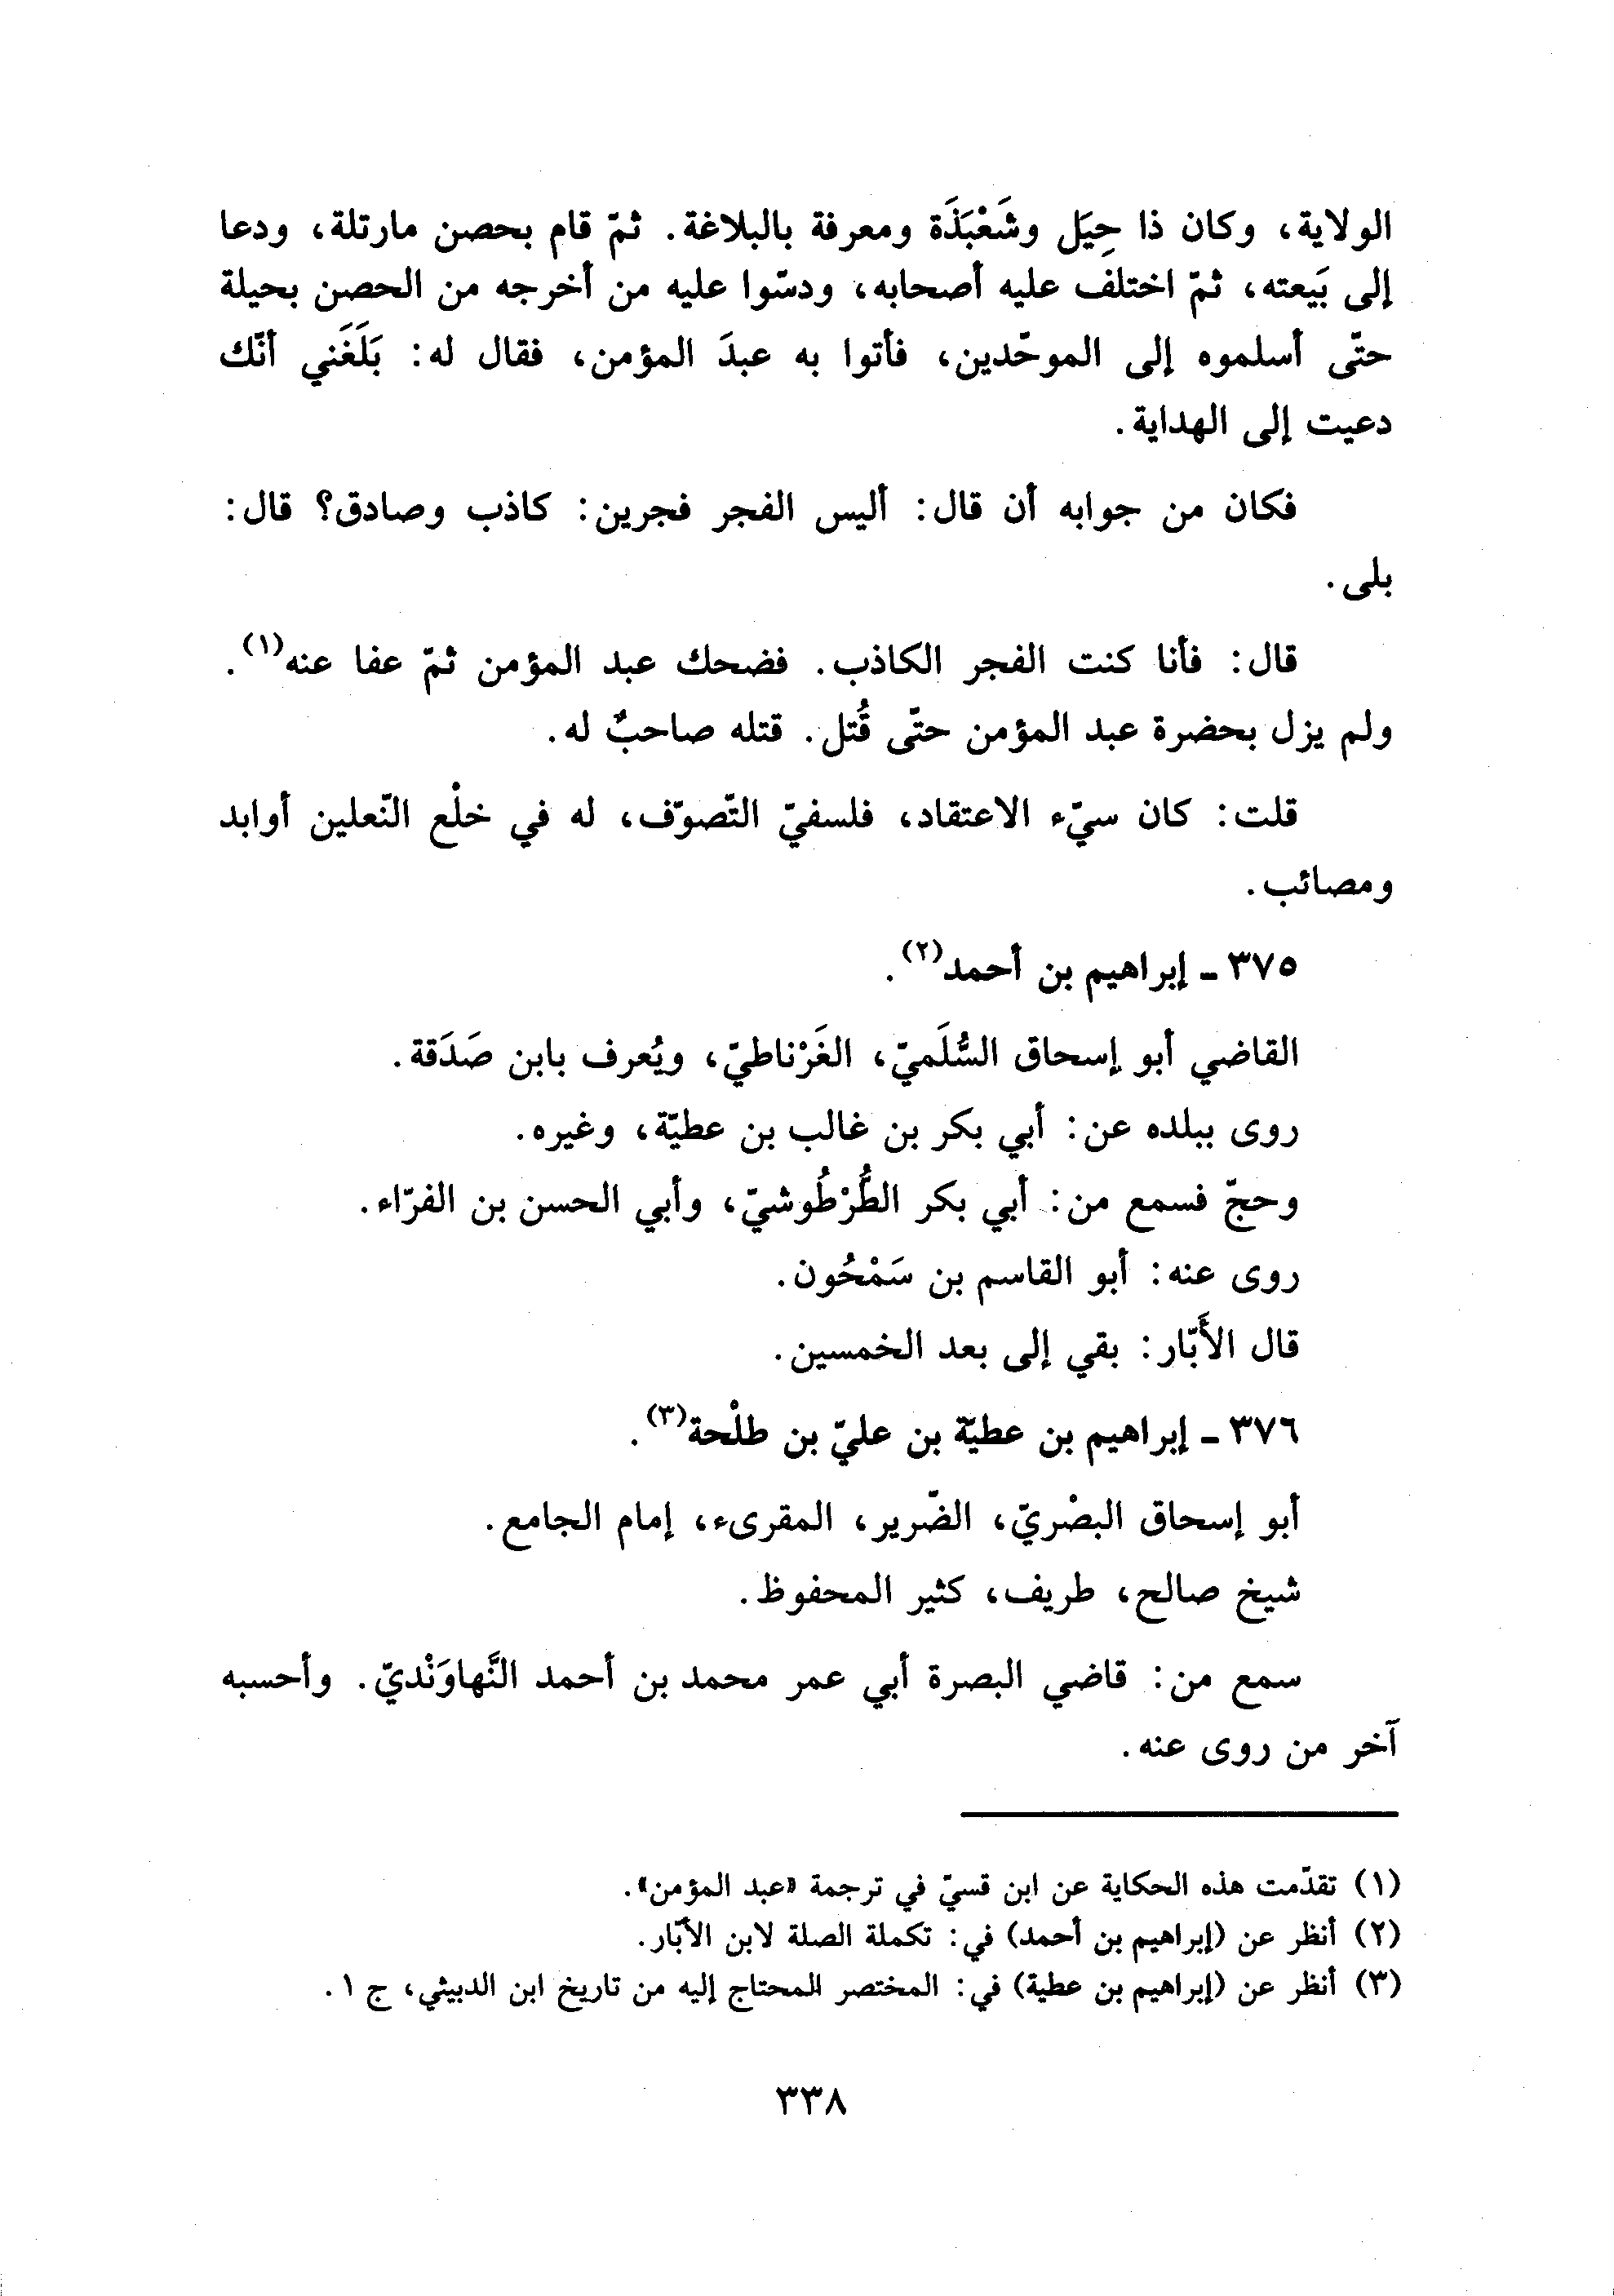 الولاية، وكان ذا حِيَل وشَعْبَذَة ومعرفة بالبلاغة. ثمّ قام بحصن مارتلة، ودعا
إلى بَيعته، ثمّ اختلف عليه أصحابه، ودسّوا عليه من أخرجه من الحصن بحيلة
حتّى أسلموه إلى الموحّدين، فأتوا به عبدَ المؤمن، فقال له: بَلَغَني أنّك
دعيت إلى الهداية.
فكان من جوابه أن قال: أليس الفجر فجرين: كاذب وصادق؟ قال:
بلى.
قال: فأنا كنت الفجر الكاذب. فضحك عبد المؤمن ثمّ عفا عنه(١).
ولم يزل بحضرة عبد المؤمن حتّى قُتل. قتله صاحبٌ له.
قلت: كان سيّء الاعتقاد، فلسفيّ التّصوّف، له في خلْع النّعلين أوابد
ومصائب.
٣٧٥ ـ إبراهيم بن أحمد(٢).
القاضي أبو إسحاق السُّلَميّ، الغَرْناطيّ، ويُعرف بابن صَدَقة.
روى ببلده عن: أبي بكر بن غالب بن عطيّة، وغيره.
وحجّ فسمع من: أبي بكر الطُّرْطُوشيّ، وأبي الحسن بن الفرّاء.
روى عنه: أبو القاسم بن سَمْحُون.
قال الأَبّار: بقي إلى بعد الخمسين.
٣٧٦ ـ إبراهيم بن عطيّة بن عليّ بن طلْحة(٣).
أبو إسحاق البصْريّ، الضّرير، المقرىء، إمام الجامع.
شيخ صالح، طريف، كثير المحفوظ.
سمع من: قاضي البصرة أبي عمر محمد بن أحمد النَّهاوَنْديّ. وأحسبه
آخر من روى عنه.
(١) تقدّمت هذه الحكاية عن ابن قسيّ في ترجمة «عبد المؤمن».
(٢) أنظر عن (إبراهيم بن أحمد) في: تكملة الصلة لابن الأبّار.
(٣) أنظر عن (إبراهيم بن عطية) في: المختصر المحتاج إليه من تاريخ ابن الدبيثي، ج ١.
٣٣٨